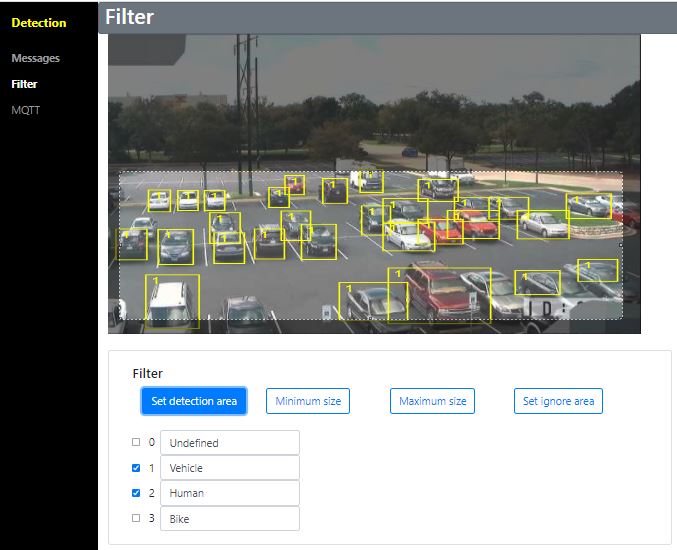 Detection
Messages
Filter
MQTT
Filter
1 1 1 1 1 1 1 1 1 1 1 1 1 1 1 1 1 1 1 1 1 1 1 1 1 1
Filter
Set detection area Minimum size Maximum size Set ignore area
0 Undefined
1 Vehicle
2 Human
3 Bike